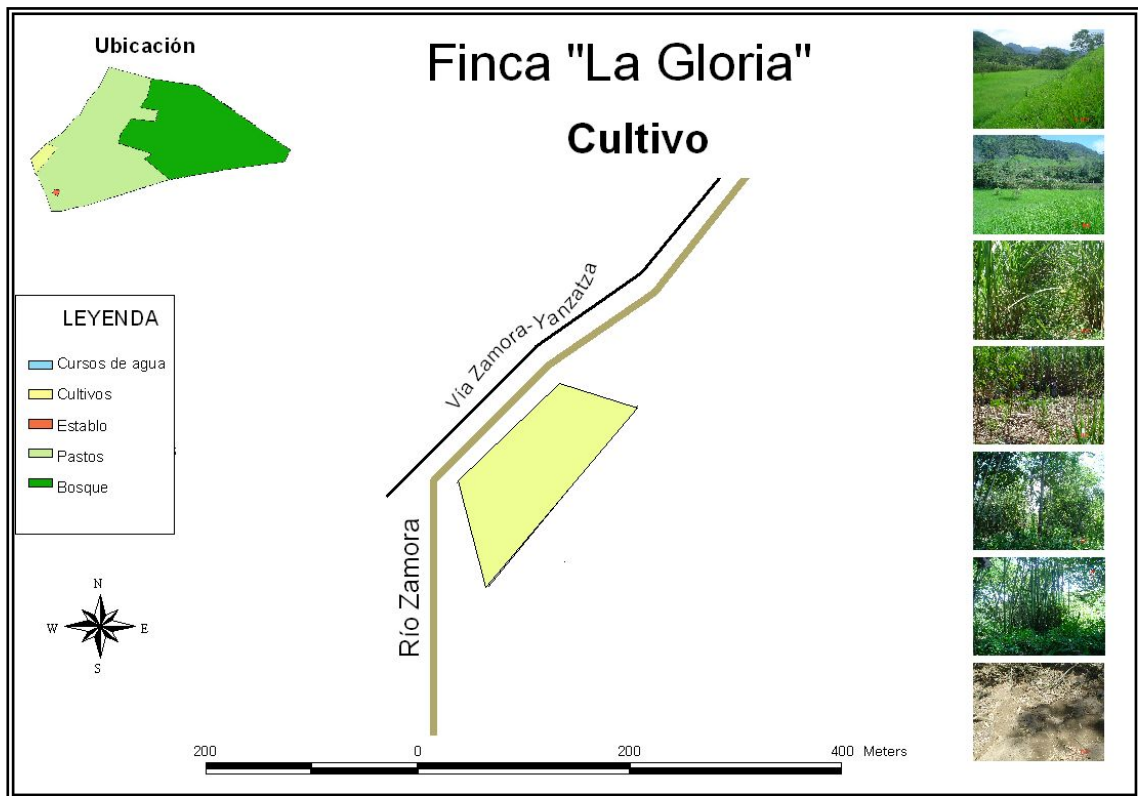 Ubicación
Finca "La Gloria"
Cultivo
Vía Zamora-Yanzatza
LEYENDA
Cursos de agua
Cultivos
Establo
Pastos
Bosque
Río Zamora
N
W E
S
200 0 200 400 Meters